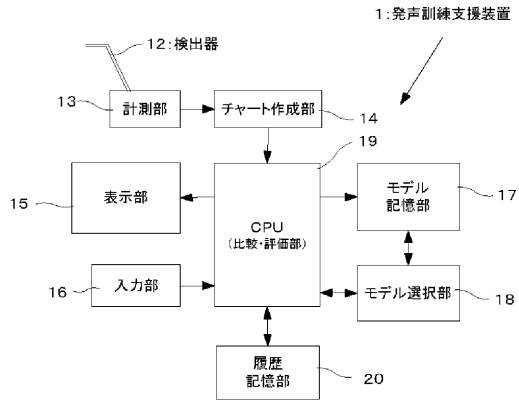 1：発声訓練支援装置
12：検出器
13
計測部
チャート作成部
14
19
15
表示部
CPU
（比較・評価部）
モデル
記憶部
17
16
入力部
モデル選択部
18
履歴
記憶部
20